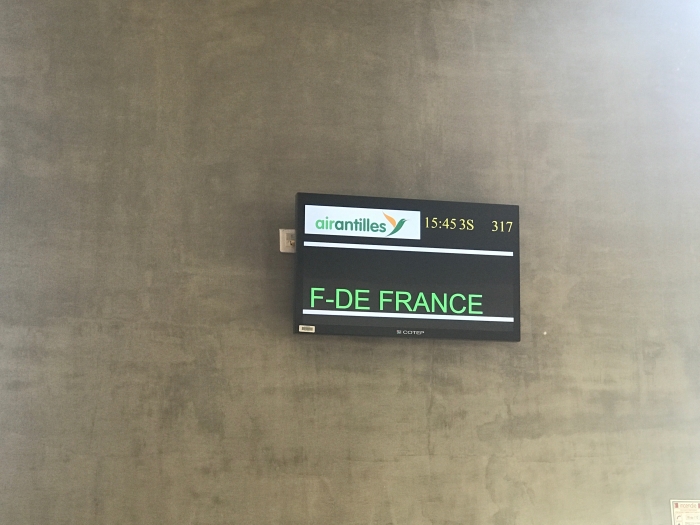 airantilles 15:45 3S 317
F-DE FRANCE